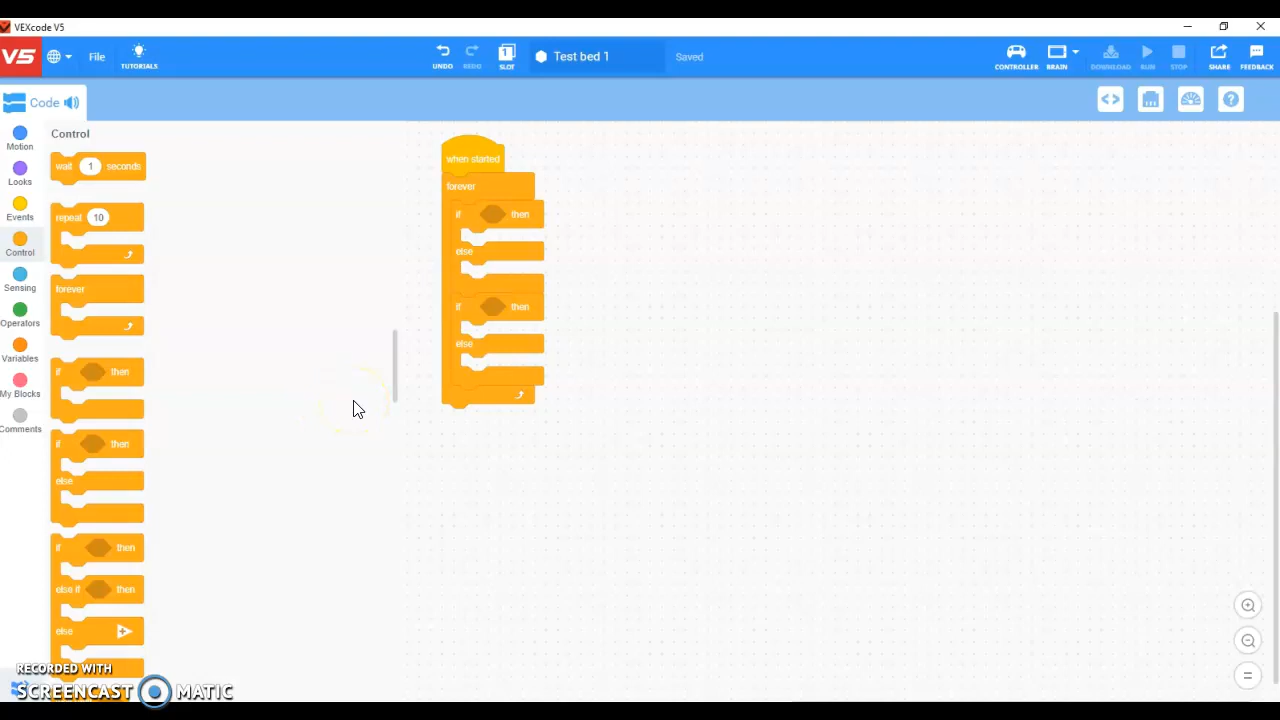 VEXcode V5
V5
File
TUTORIALS
UNDO
REDO
1
SLOT
Test bed 1
Saved
CONTROLLER
BRAIN
DOWNLOAD
RUN
STOP
SHARE
FEEDBACK
Code
Motion
Looks
Events
Control
Sensing
Operators
Variables
My Blocks
Comments
Control
wait 1 seconds
repeat 10
forever
if then
if then
else
if then
else if then
else
when started
forever
if then
else
if then
else
RECORDED WITH
SCREENCAST MATIC